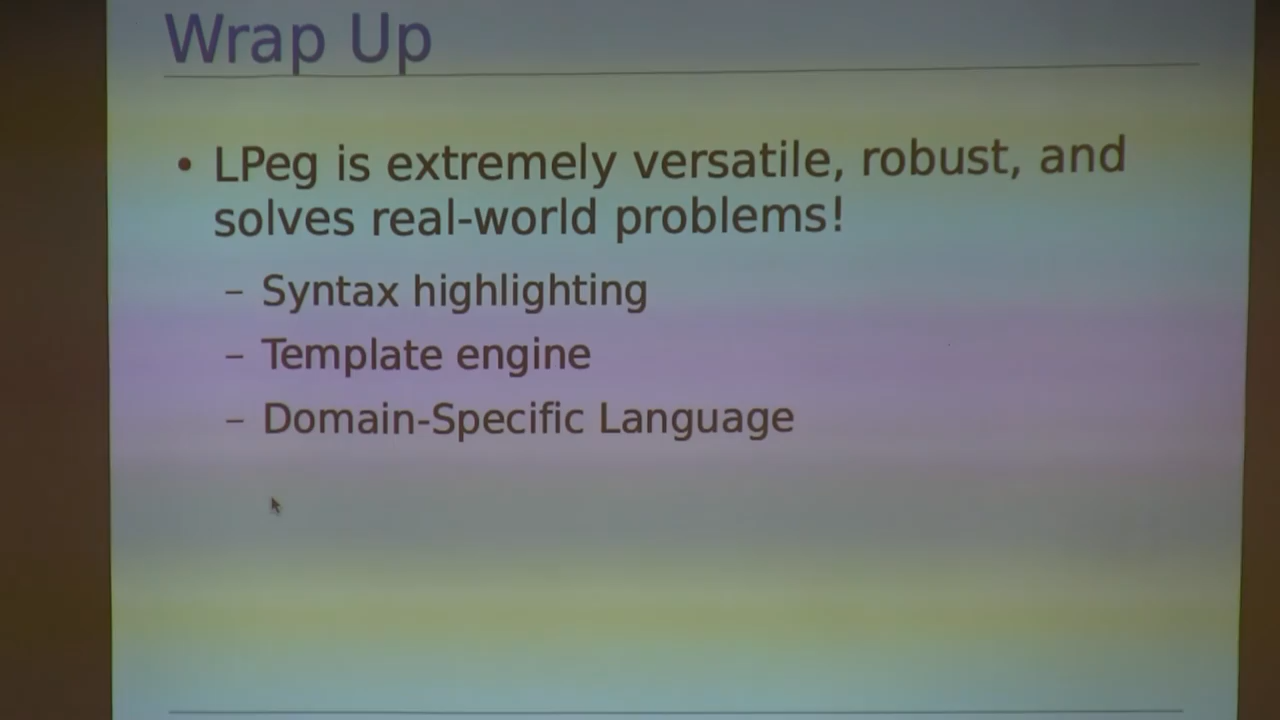 Wrap Up
• LPeg is extremely versatile, robust, and
solves real-world problems!
– Syntax highlighting
– Template engine
– Domain-Specific Language